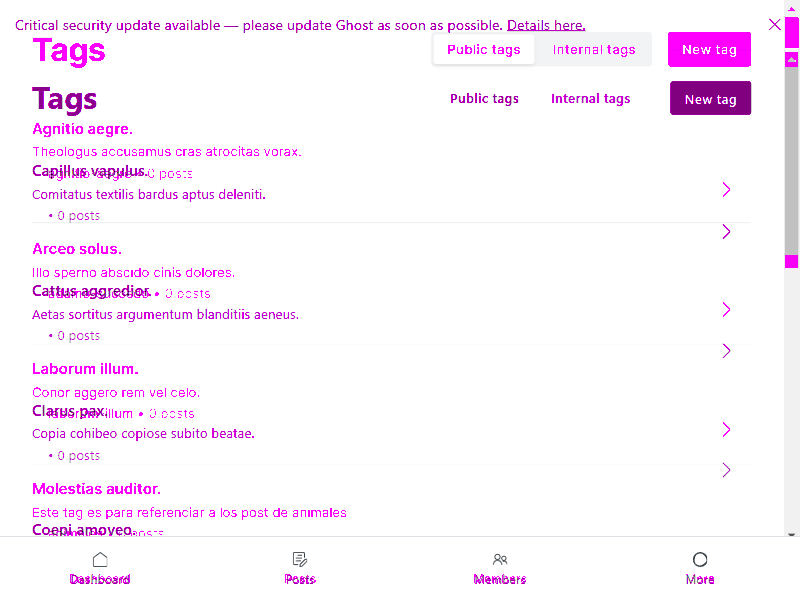 Critical security update available — please update Ghost as soon as possible. Details here.
Tags
Public tags Internal tags New tag
Tags
Public tags Internal tags New tag
Agnitio aegre.
Theologus accusamus cras atrocitas vorax.
Capillus vapulus.
• 0 posts
Comitatus textilis bardus aptus deleniti.
• 0 posts
Arceo solus.
Illo sperno abscido cinis dolores.
Cattus aggredior.
• 0 posts
Aetas sortitus argumentum blanditiis aeneus.
• 0 posts
Laborum illum.
Conor aggero rem vel celo.
Clarus pax.
laborum illum • 0 posts
Copia cohibeo copiose subito beatae.
• 0 posts
Molestias auditor.
Este tag es para referenciar a los post de animales
Coepi amoveo.
posts
Dashboard Posts Members More